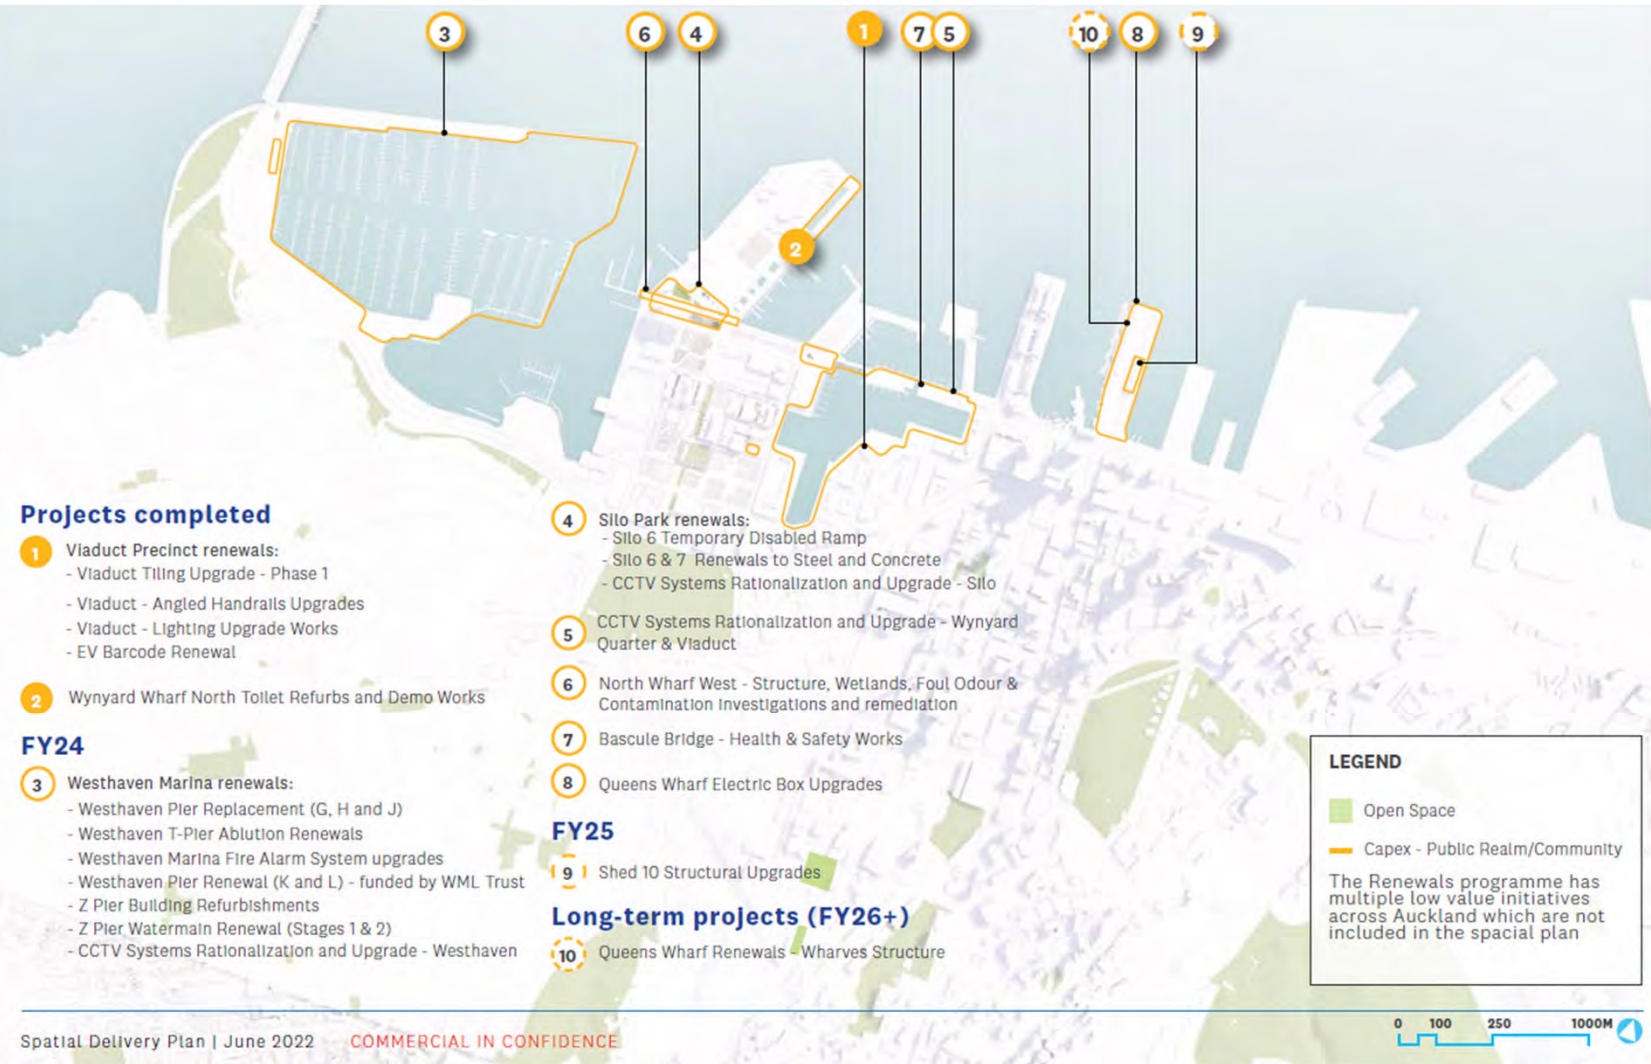 3
6
4
1
7
5
10
8
9
2
Projects completed
1 Viaduct Precinct renewals:
- Viaduct Tiling Upgrade - Phase 1
- Viaduct - Angled Handrails Upgrades
- Viaduct - Lighting Upgrade Works
- EV Barcode Renewal
2 Wynyard Wharf North Toilet Refurbs and Demo Works
FY24
3 Westhaven Marina renewals:
- Westhaven Pier Replacement (G, H and J)
- Westhaven T-Pier Ablution Renewals
- Westhaven Marina Fire Alarm System upgrades
- Westhaven Pier Renewal (K and L) - funded by WML Trust
- Z Pier Building Refurbishments
- Z Pier Watermain Renewal (Stages 1 & 2)
- CCTV Systems Rationalization and Upgrade - Westhaven
4 Silo Park renewals:
- Silo 6 Temporary Disabled Ramp
- Silo 6 & 7 Renewals to Steel and Concrete
- CCTV Systems Rationalization and Upgrade - Silo
5 CCTV Systems Rationalization and Upgrade - Wynyard
Quarter & Viaduct
6 North Wharf West - Structure, Wetlands, Foul Odour &
Contamination Investigations and remediation
7 Bascule Bridge - Health & Safety Works
8 Queens Wharf Electric Box Upgrades
FY25
9 Shed 10 Structural Upgrades
Long-term projects (FY26+)
10 Queens Wharf Renewals - Wharves Structure
LEGEND
Open Space
Capex - Public Realm/Community
The Renewals programme has
multiple low value initiatives
across Auckland which are not
included in the spacial plan
Spatial Delivery Plan | June 2022 COMMERCIAL IN CONFIDENCE
0 100 250 1000M